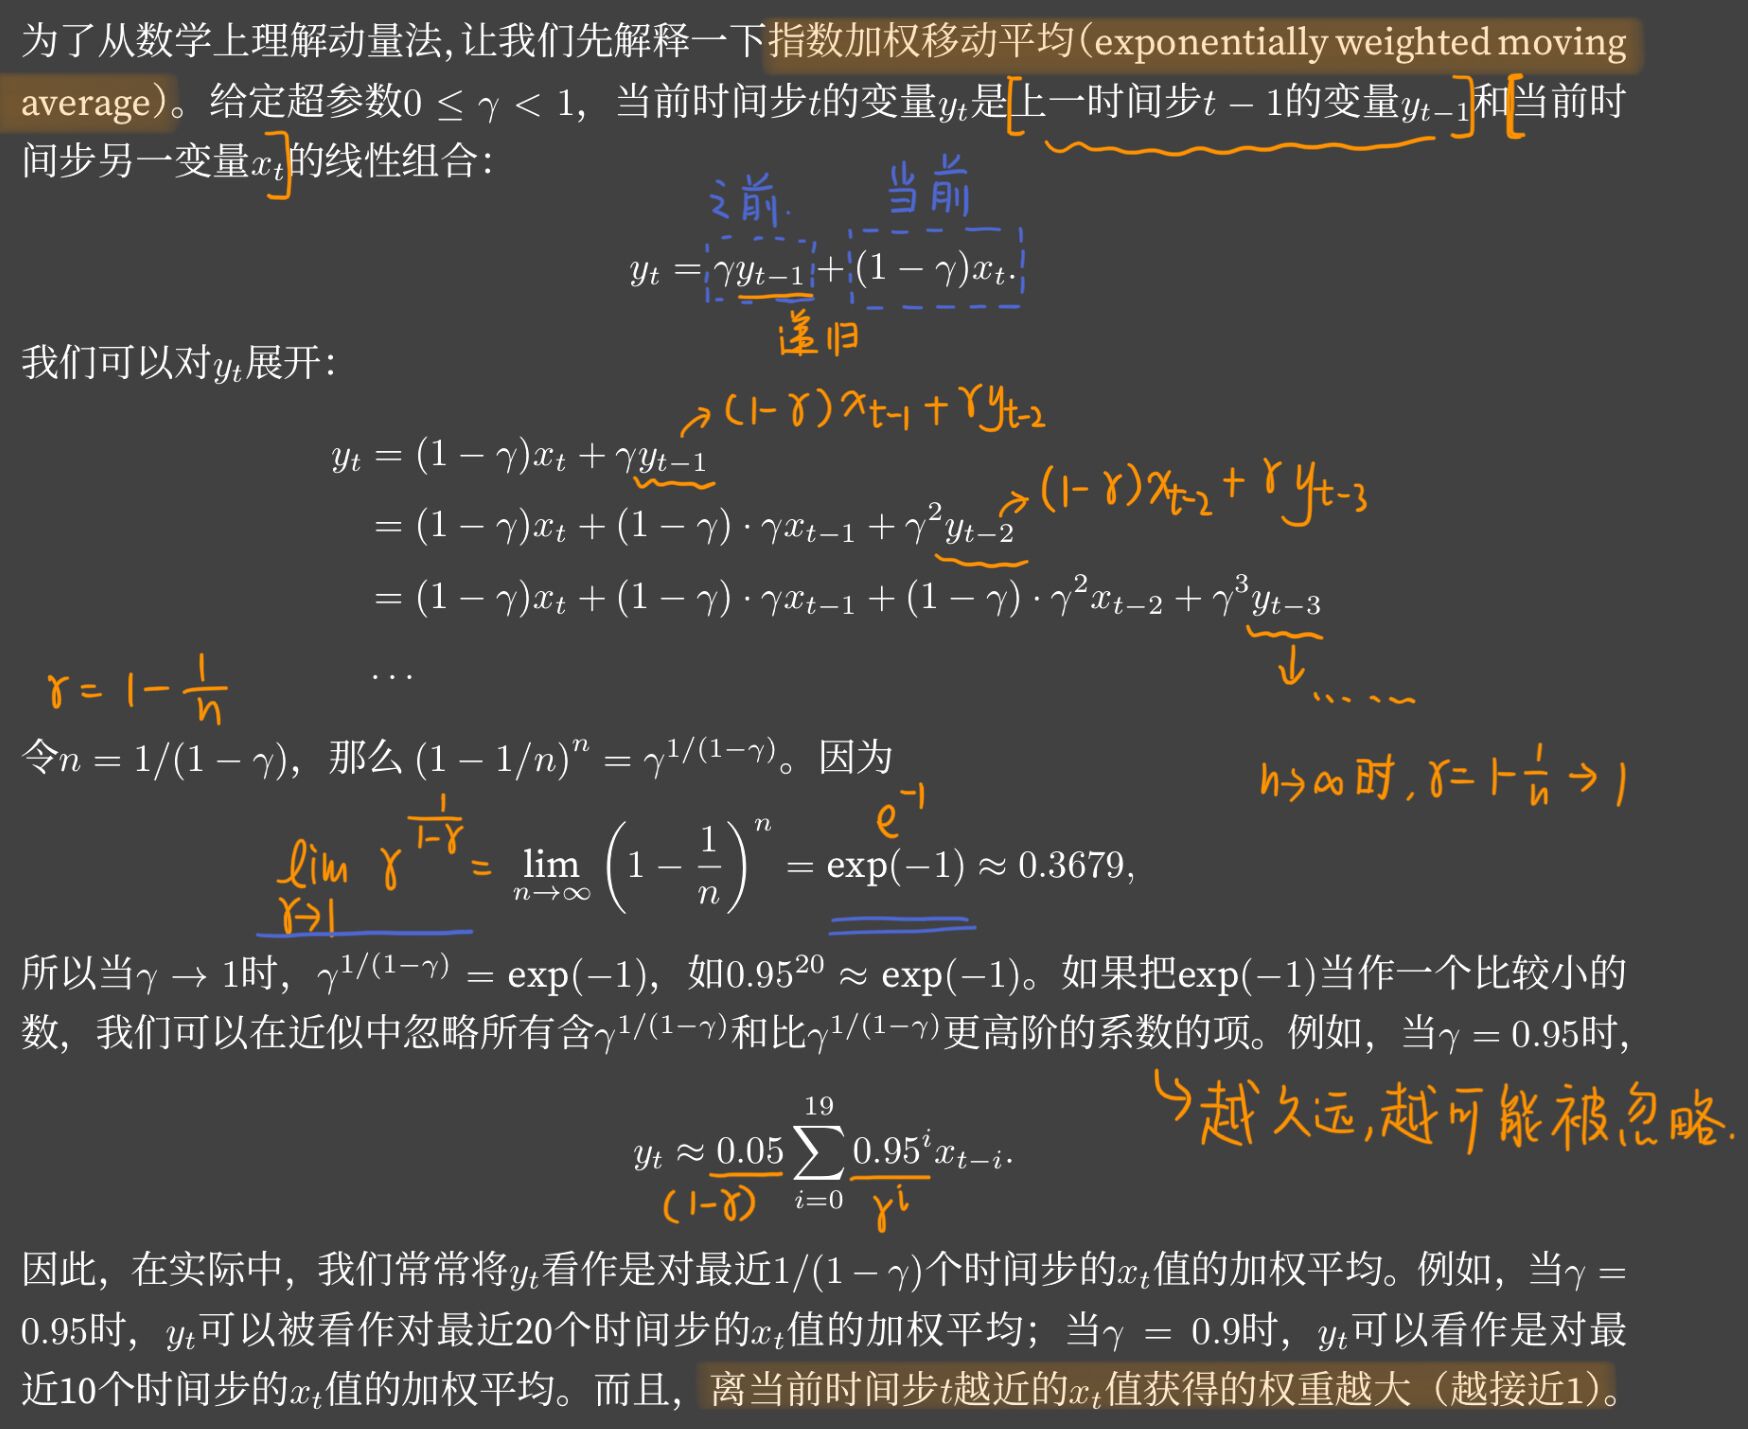 为了从数学上理解动量法,让我们先解释一下指数加权移动平均(exponentially weighted moving
average)。给定超参数0 ≤ γ < 1，当前时间步t的变量y_t是[上一时间步t − 1的变量y_{t−1}]和[当前时
间步另一变量x_t]的线性组合：
之前. 当前
y_t = γy_{t−1} + (1 − γ)x_t.
递归
我们可以对y_t展开：
→ (1-γ)x_{t-1} + γy_{t-2}
y_t = (1 − γ)x_t + γy_{t−1}
→ (1-γ)x_{t-2} + γy_{t-3}
= (1 − γ)x_t + (1 − γ) · γx_{t−1} + γ^2 y_{t−2}
= (1 − γ)x_t + (1 − γ) · γx_{t−1} + (1 − γ) · γ^2 x_{t−2} + γ^3 y_{t−3}
↓ ......
...
γ = 1 - 1/n
令n = 1/(1 − γ)，那么 (1 − 1/n)^n = γ^{1/(1−γ)}。因为
n→∞时,γ = 1 - 1/n → 1
e^{-1}
lim_{γ→1} γ^{1/(1-γ)} = lim_{n→∞} (1 − 1/n)^n = exp(−1) ≈ 0.3679,
所以当γ → 1时，γ^{1/(1−γ)} = exp(−1)，如0.95^{20} ≈ exp(−1)。如果把exp(−1)当作一个比较小的
数，我们可以在近似中忽略所有含γ^{1/(1−γ)}和比γ^{1/(1−γ)}更高阶的系数的项。例如，当γ = 0.95时，
↳越久远,越可能被忽略.
y_t ≈ 0.05 ∑_{i=0}^{19} 0.95^i x_{t−i}.
(1-γ) γ^i
因此，在实际中，我们常常将y_t看作是对最近1/(1 − γ)个时间步的x_t值的加权平均。例如，当γ =
0.95时，y_t可以被看作对最近20个时间步的x_t值的加权平均；当γ = 0.9时，y_t可以看作是对最
近10个时间步的x_t值的加权平均。而且，离当前时间步t越近的x_t值获得的权重越大（越接近1）。